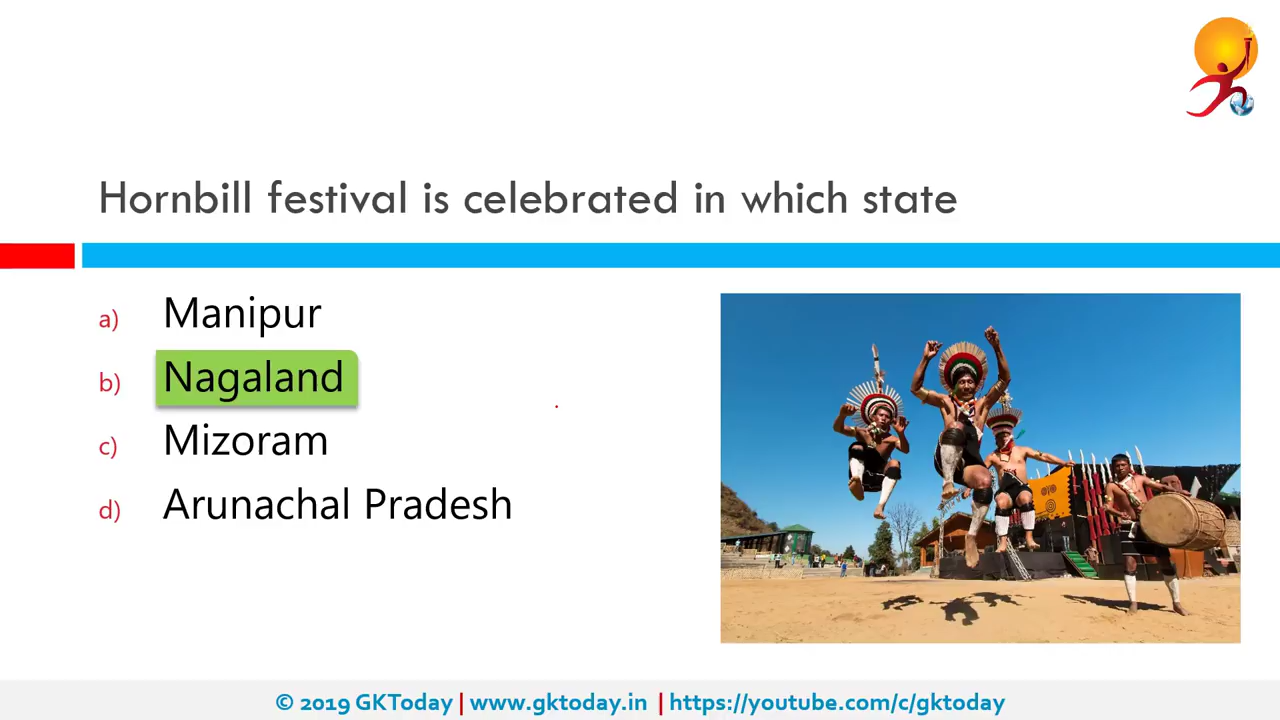 Hornbill festival is celebrated in which state
a) Manipur
b) Nagaland
c) Mizoram
d) Arunachal Pradesh
© 2019 GKToday | www.gktoday.in | https://youtube.com/c/gktoday